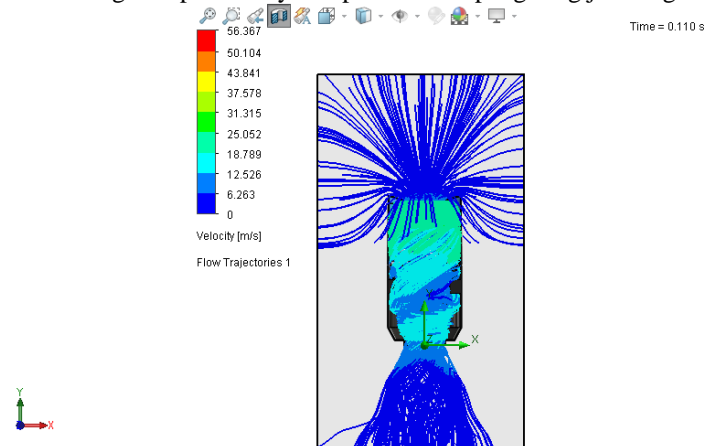 Time = 0.110 s
56.367
50.104
43.841
37.578
31.315
25.052
18.789
12.526
6.263
0
Velocity [m/s]
Flow Trajectories 1
X
Y
X